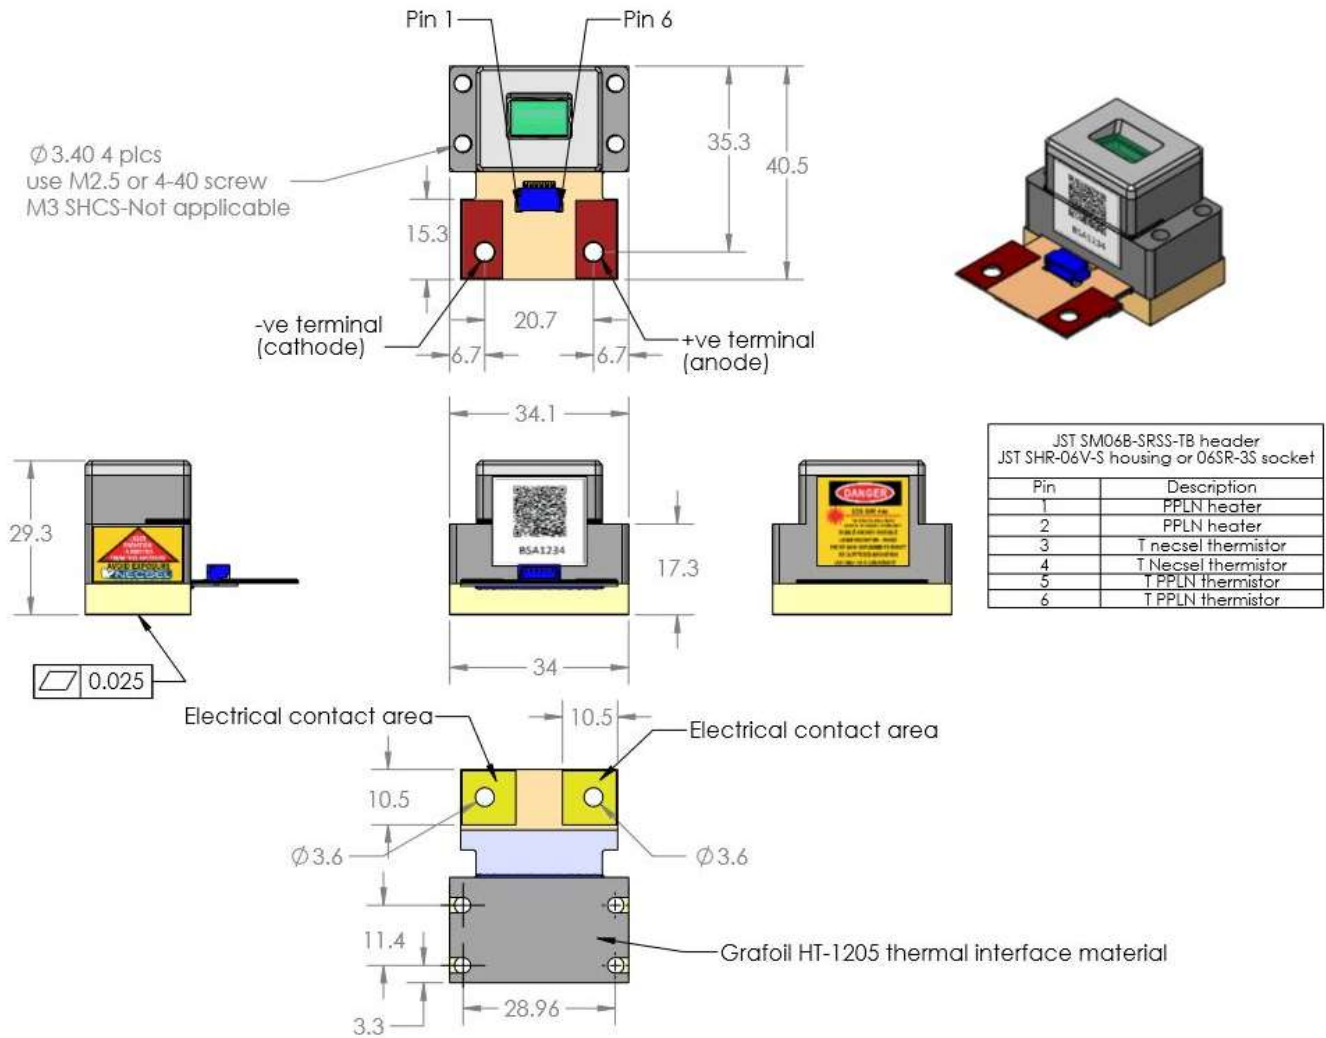 Pin 1
Pin 6
Ø 3.40 4 plcs
use M2.5 or 4-40 screw
M3 SHCS-Not applicable
35.3
40.5
15.3
BSA1234
-ve terminal
(cathode)
20.7
+ve terminal
(anode)
6.7
6.7
34.1
29.3
AVOID EXPOSURE
NECSEL
BSA1234
17.3
DANGER
34
0.025
JST SM06B-SRSS-TB header
JST SHR-06V-S housing or 06SR-3S socket
Pin Description
1 PPLN heater
2 PPLN heater
3 T necsel thermistor
4 T Necsel thermistor
5 T PPLN thermistor
6 T PPLN thermistor
Electrical contact area
10.5
Electrical contact area
10.5
Ø3.6
Ø3.6
11.4
Grafoil HT-1205 thermal interface material
28.96
3.3